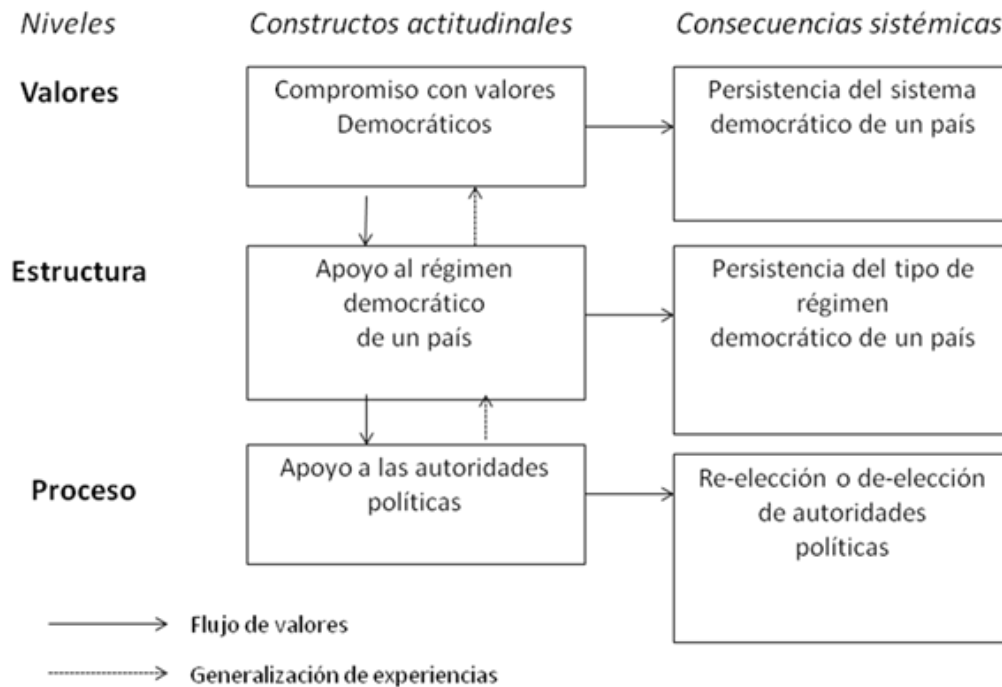 Niveles
Constructos actitudinales
Consecuencias sistémicas
Valores
Compromiso con valores
Democráticos
Persistencia del sistema
democrático de un país
Estructura
Apoyo al régimen
democrático
de un país
Persistencia del tipo de
régimen
democrático de un país
Proceso
Apoyo a las autoridades
políticas
Re-elección o de-elección
de autoridades
políticas
Flujo de valores
Generalización de experiencias